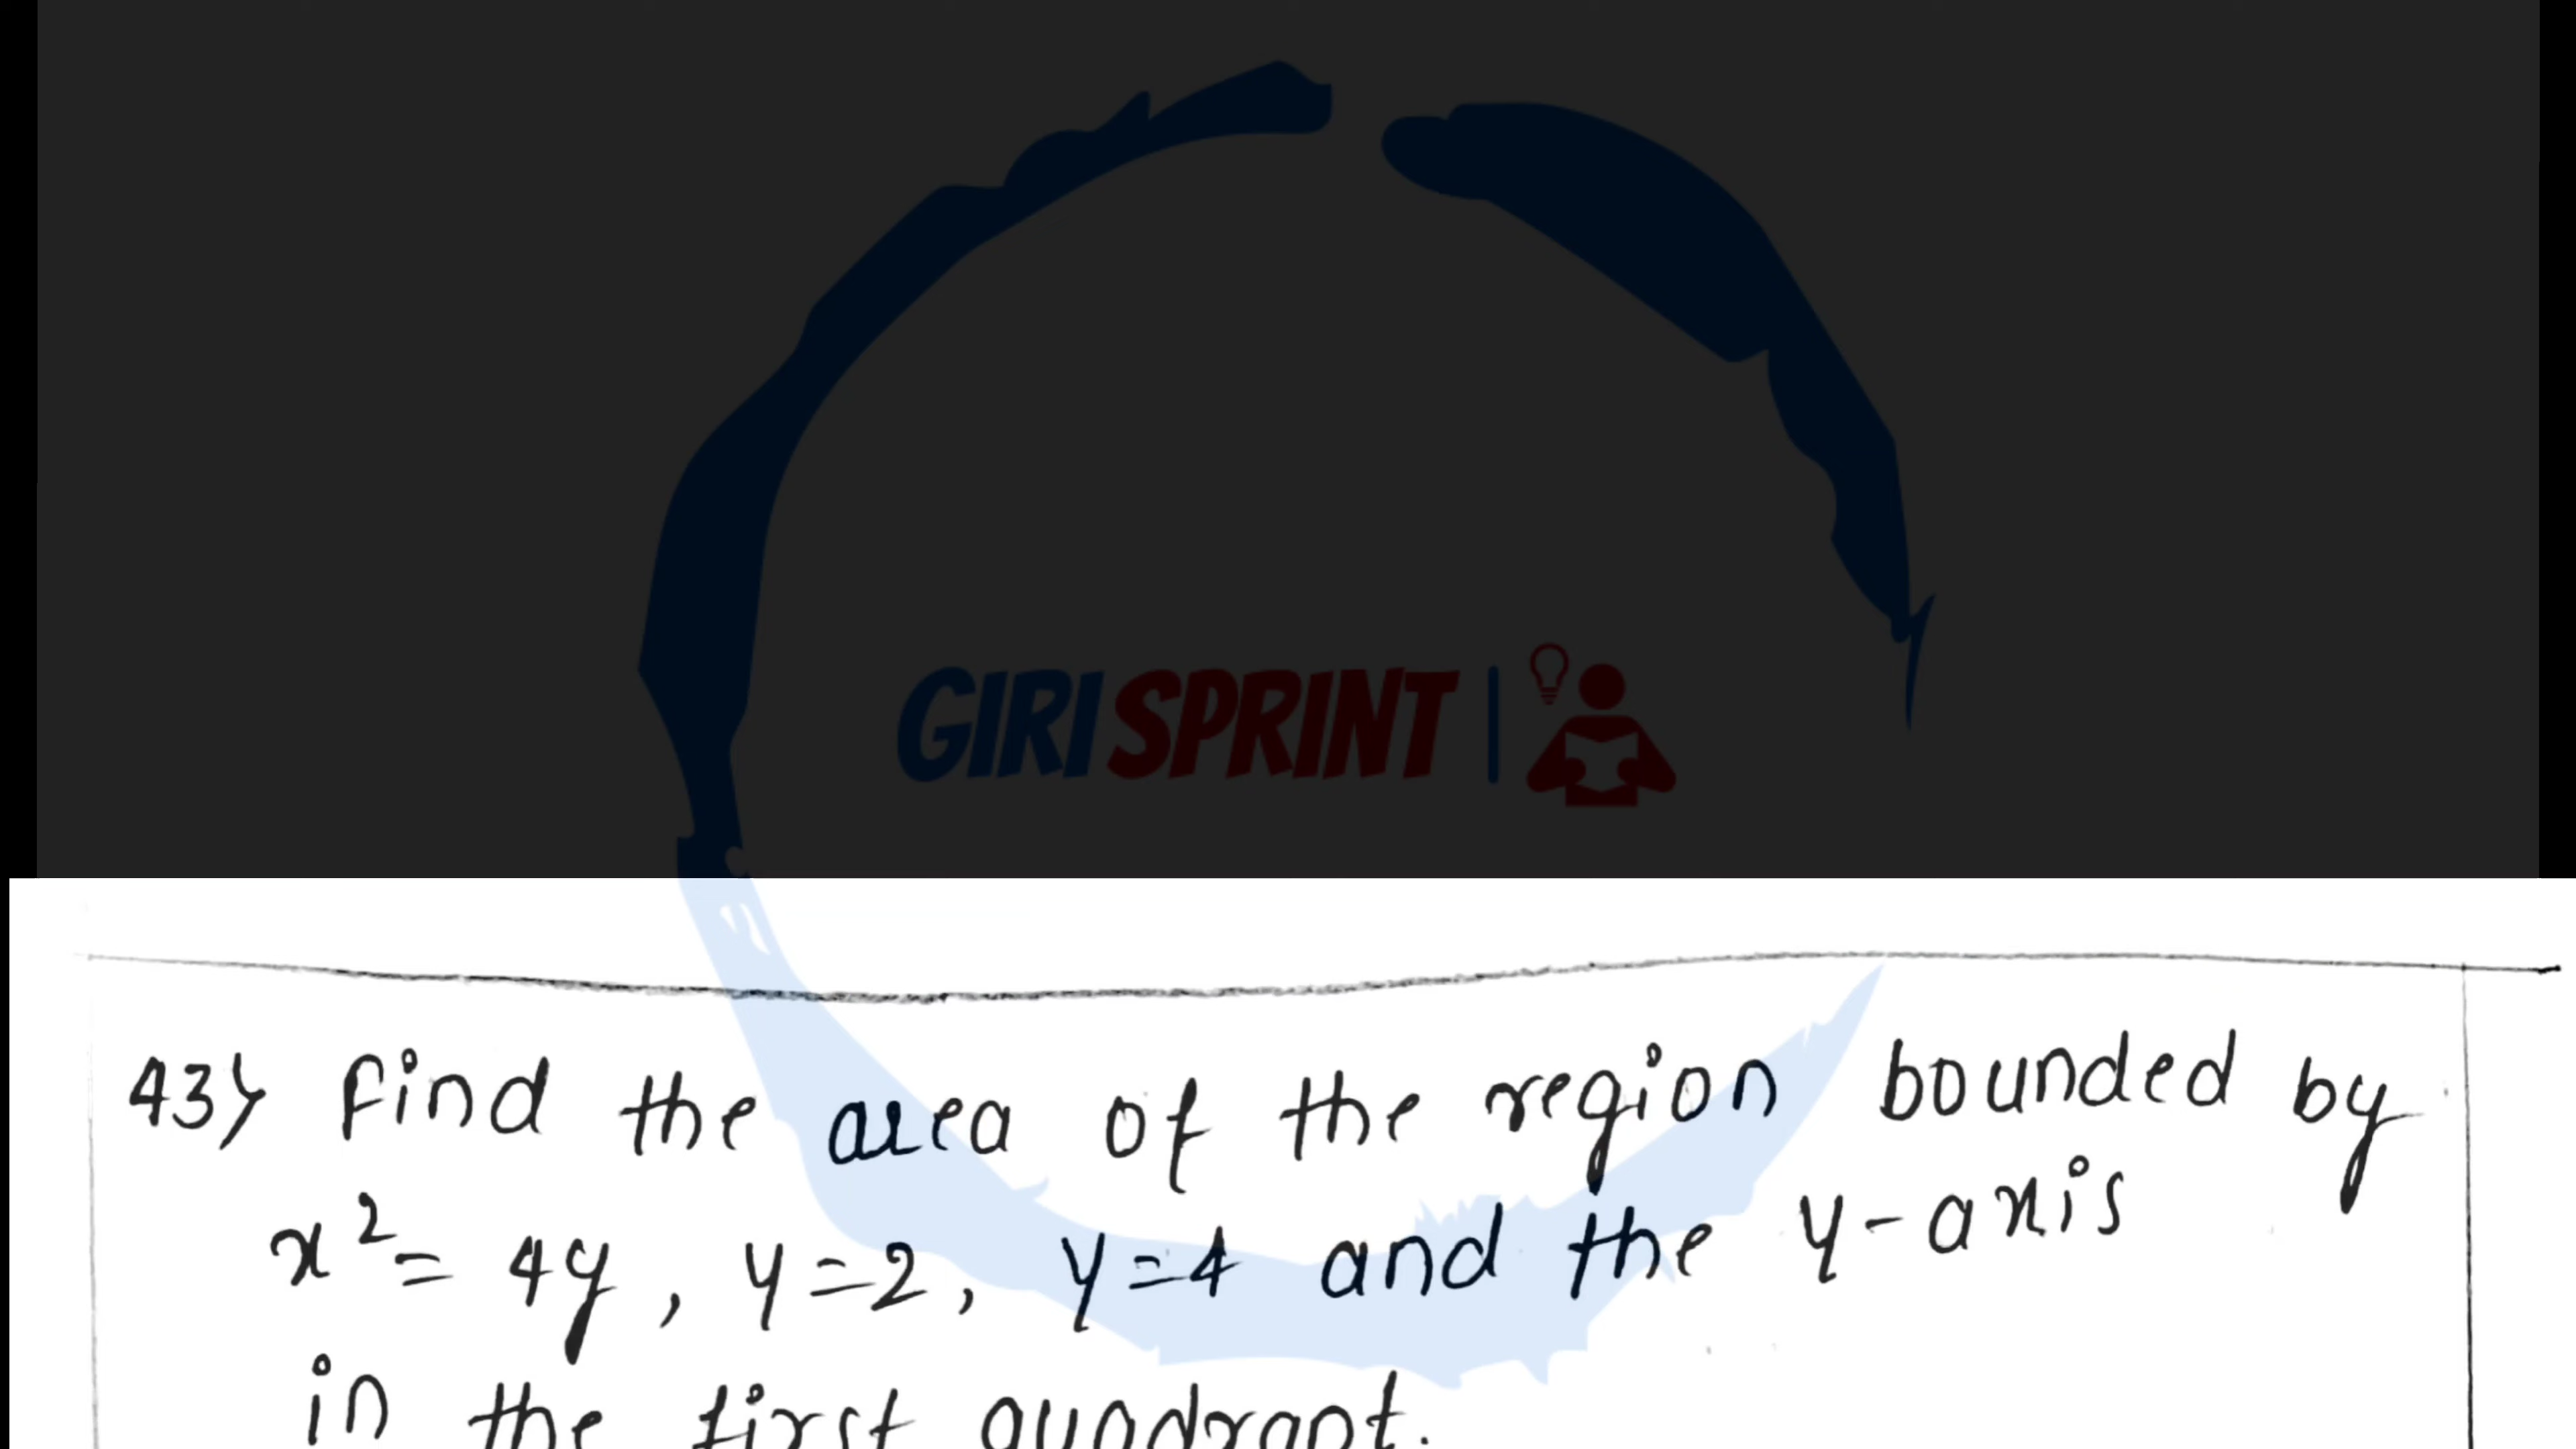 GIRI SPRINT
43) Find the area of the region bounded by
x² = 4y, y=2, y=4 and the y-axis
in the first quadrant.